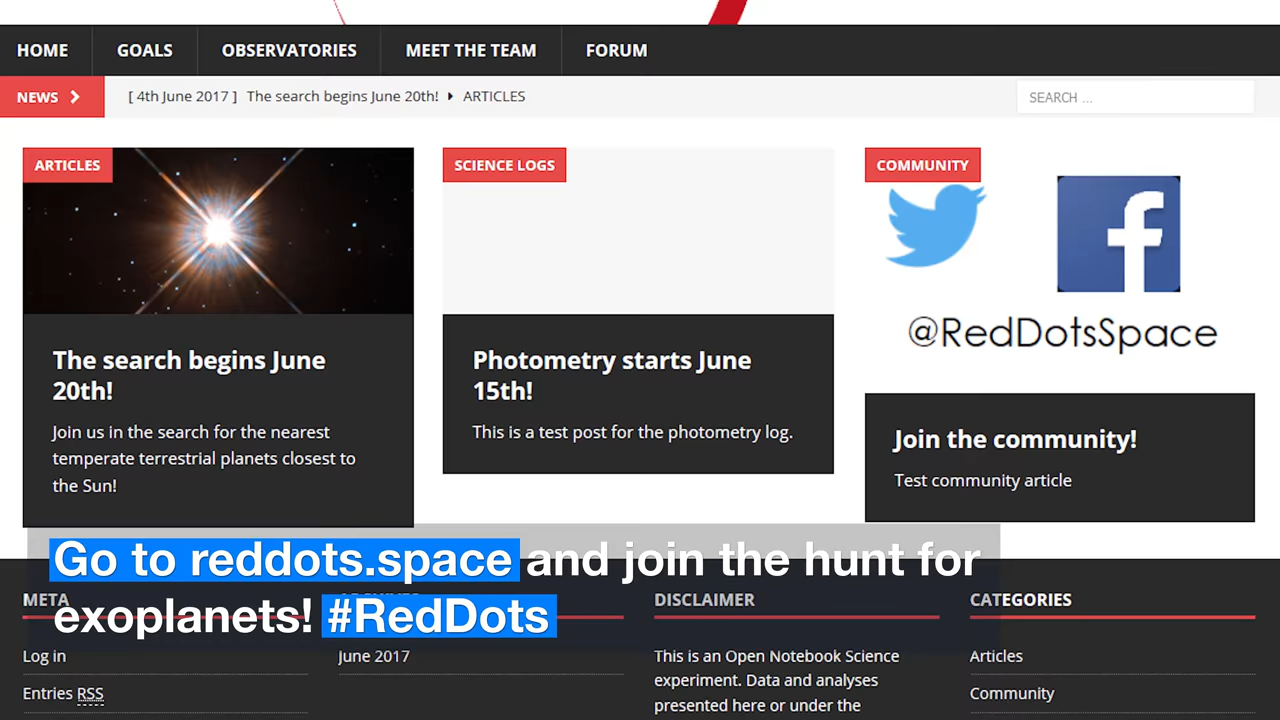 HOME GOALS OBSERVATORIES MEET THE TEAM FORUM
NEWS [ 4th June 2017 ] The search begins June 20th! ARTICLES SEARCH ...
ARTICLES
The search begins June
20th!
Join us in the search for the nearest
temperate terrestrial planets closest to
the Sun!
SCIENCE LOGS
Photometry starts June
15th!
This is a test post for the photometry log.
COMMUNITY
@RedDotsSpace
Join the community!
Test community article
Go to reddots.space and join the hunt for
exoplanets! #RedDots
META
Log in
Entries RSS
June 2017
DISCLAIMER
This is an Open Notebook Science
experiment. Data and analyses
presented here or under the
CATEGORIES
Articles
Community